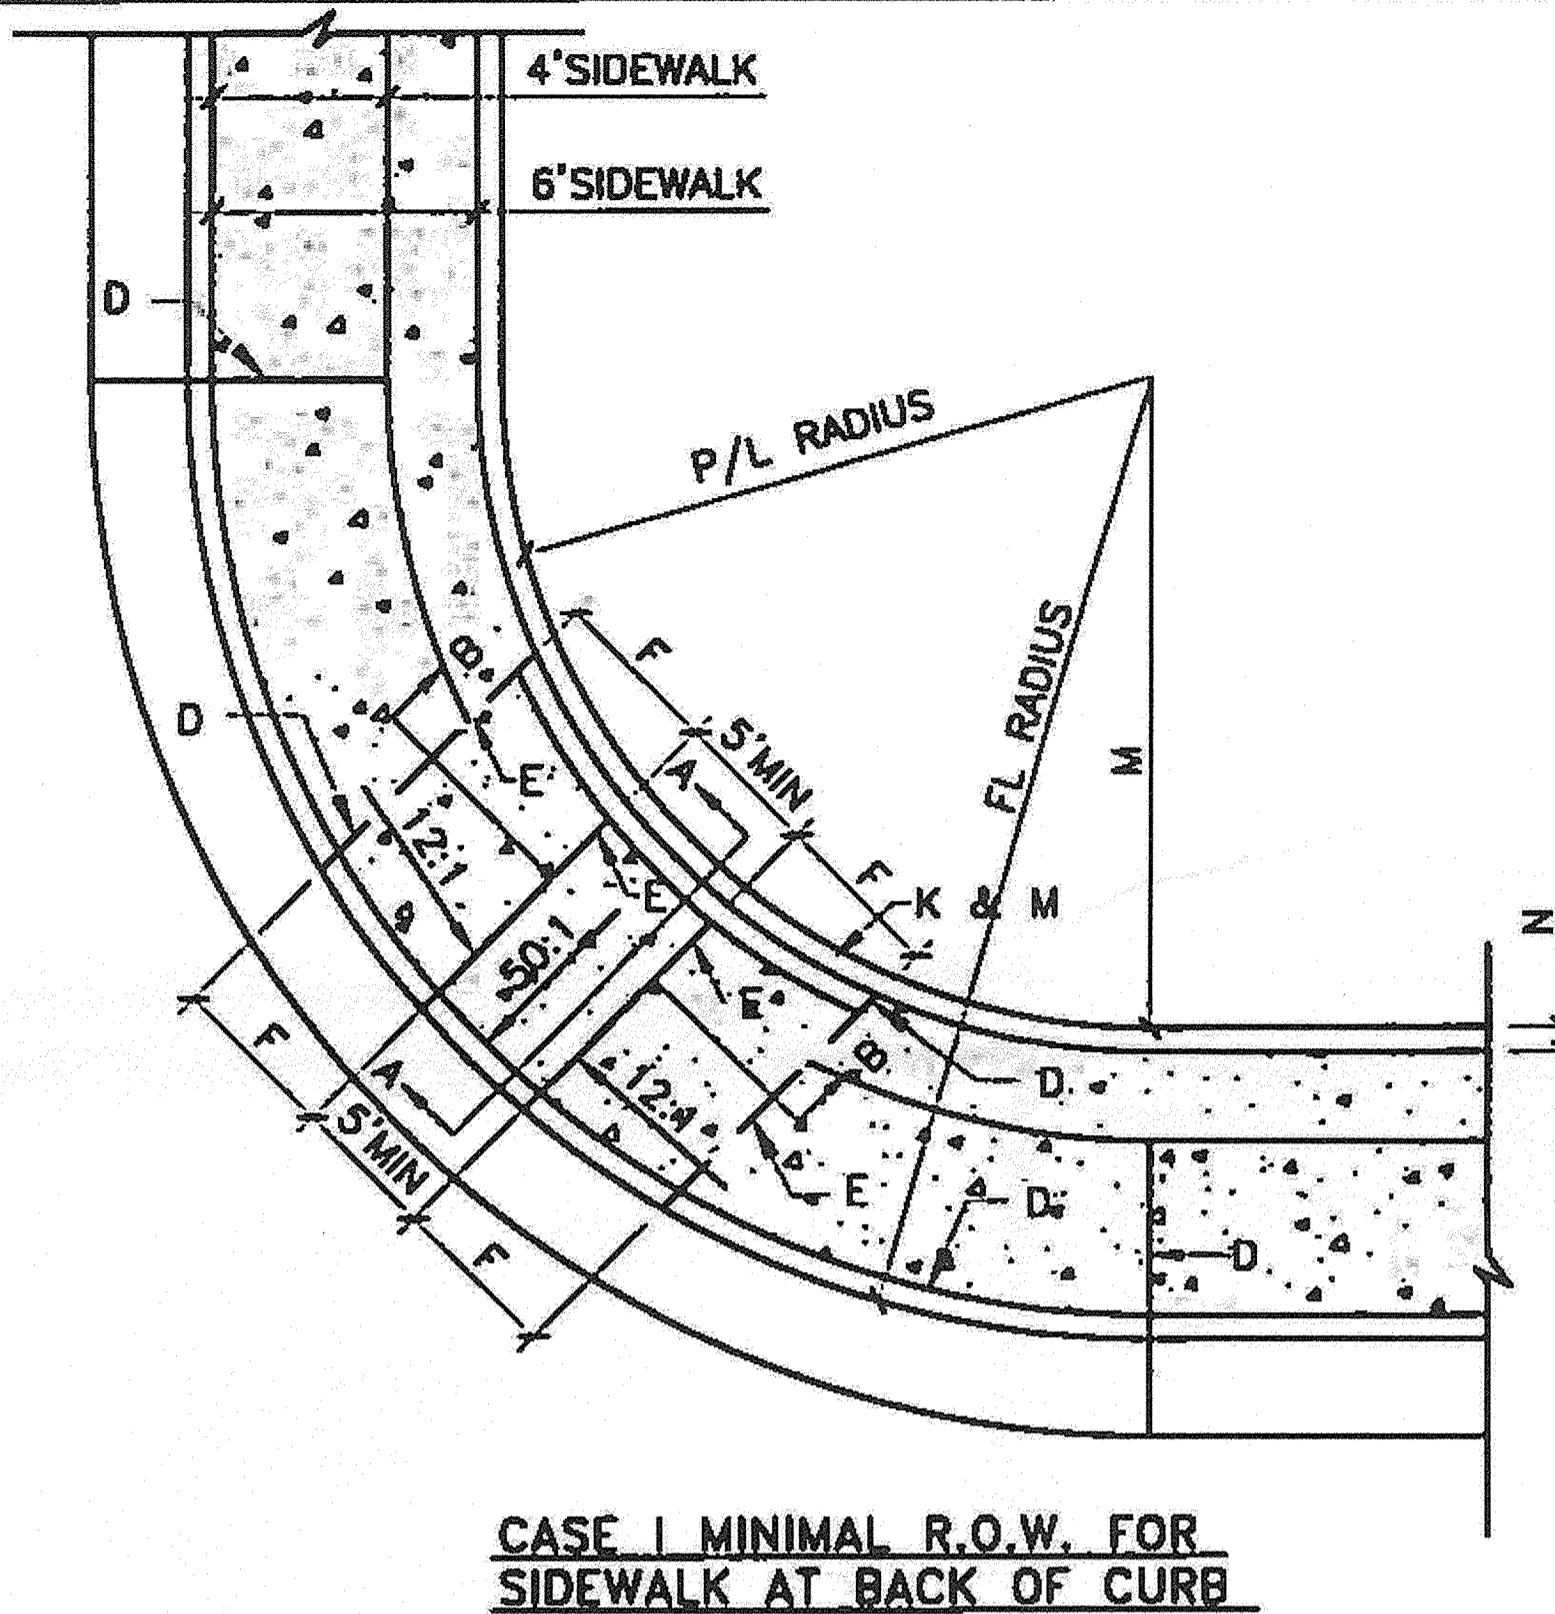 4'SIDEWALK
6'SIDEWALK
D
P/L RADIUS
F
B
FL RADIUS
M
D
5'MIN
E
A
12:1
F
E
K & M
N
50:1
E
F
A
B
D
12:1
5'MIN
E
D
D
F
CASE I MINIMAL R.O.W. FOR
SIDEWALK AT BACK OF CURB